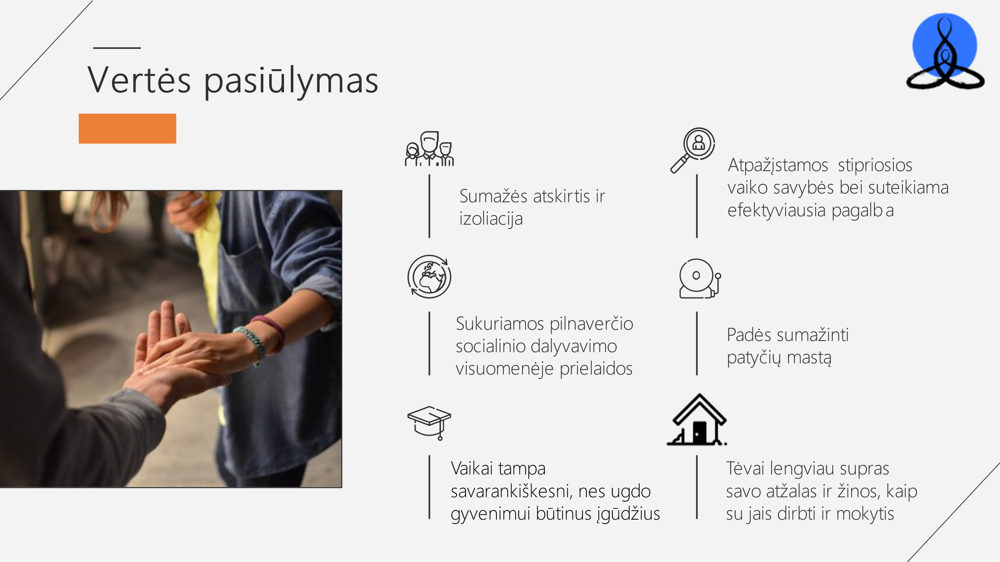 Vertės pasiūlymas
Sumažės atskirtis ir
izoliacija
Sukuriamos pilnaverčio
socialinio dalyvavimo
visuomenėje prielaidos
Vaikai tampa
savarankiškesni, nes ugdo
gyvenimui būtinus įgūdžius
Atpažįstamos stipriosios
vaiko savybės bei suteikiama
efektyviausia pagalba
Padės sumažinti
patyčių mastą
Tėvai lengviau supras
savo atžalas ir žinos, kaip
su jais dirbti ir mokytis